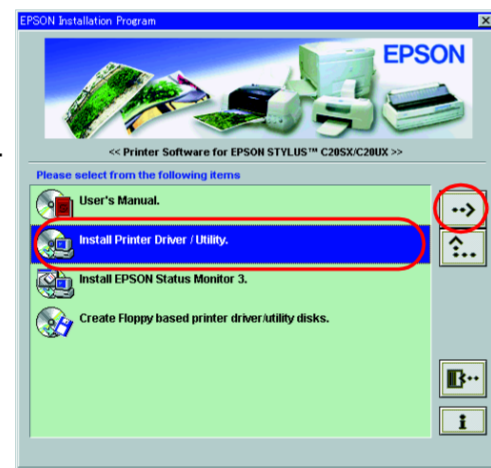 EPSON Installation Program
EPSON
<< Printer Software for EPSON STYLUS™ C20SX/C20UX >>
Please select from the following items
User's Manual.
Install Printer Driver / Utility.
Install EPSON Status Monitor 3.
Create Floppy based printer driver/utility disks.
i